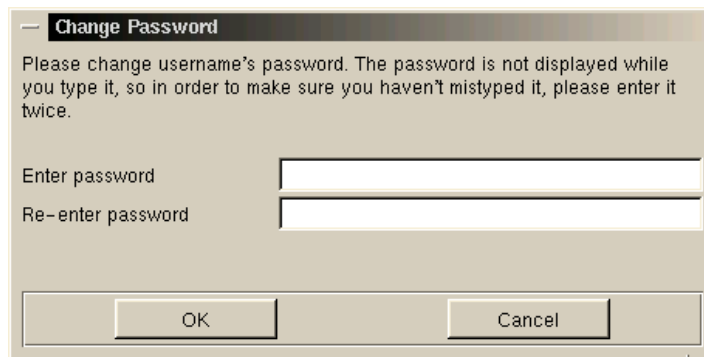 Change Password
Please change username's password. The password is not displayed while
you type it, so in order to make sure you haven't mistyped it, please enter it
twice.
Enter password
Re-enter password
OK
Cancel